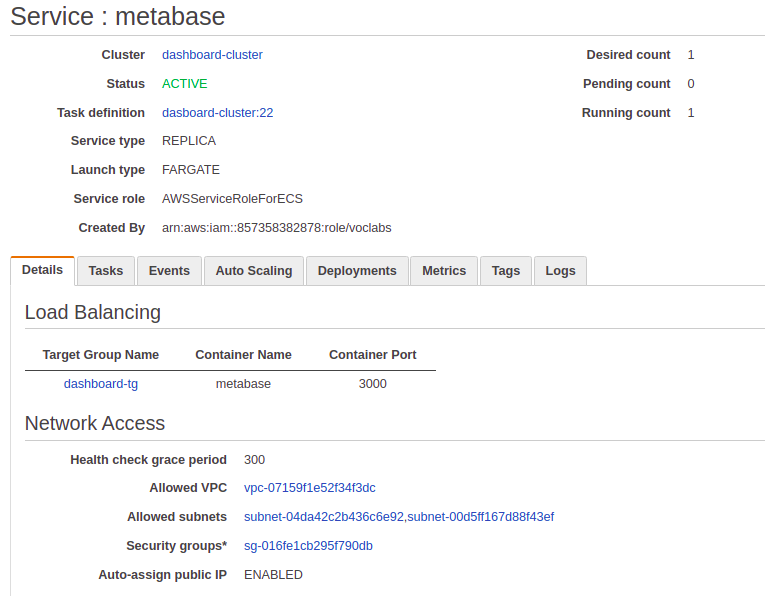 Service : metabase
Cluster dashboard-cluster Desired count 1
Status ACTIVE Pending count 0
Task definition dasboard-cluster:22 Running count 1
Service type REPLICA
Launch type FARGATE
Service role AWSServiceRoleForECS
Created By arn:aws:iam::857358382878:role/voclabs
Details Tasks Events Auto Scaling Deployments Metrics Tags Logs
Load Balancing
Target Group Name Container Name Container Port
dashboard-tg metabase 3000
Network Access
Health check grace period 300
Allowed VPC vpc-07159f1e52f34f3dc
Allowed subnets subnet-04da42c2b436c6e92,subnet-00d5ff167d88f43ef
Security groups* sg-016fe1cb295f790db
Auto-assign public IP ENABLED